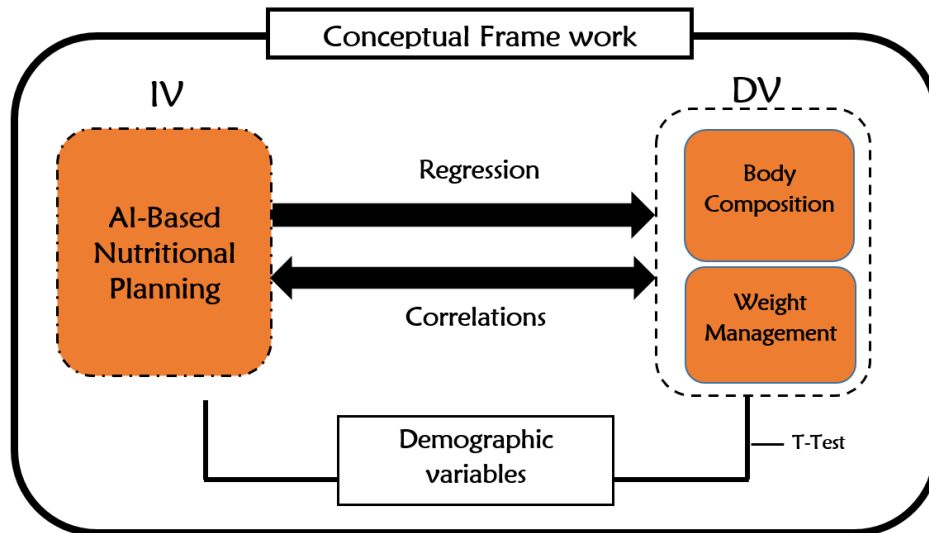 Conceptual Frame work
IV
DV
AI-Based
Nutritional
Planning
Regression
Correlations
Body
Composition
Weight
Management
Demographic
variables
T-Test